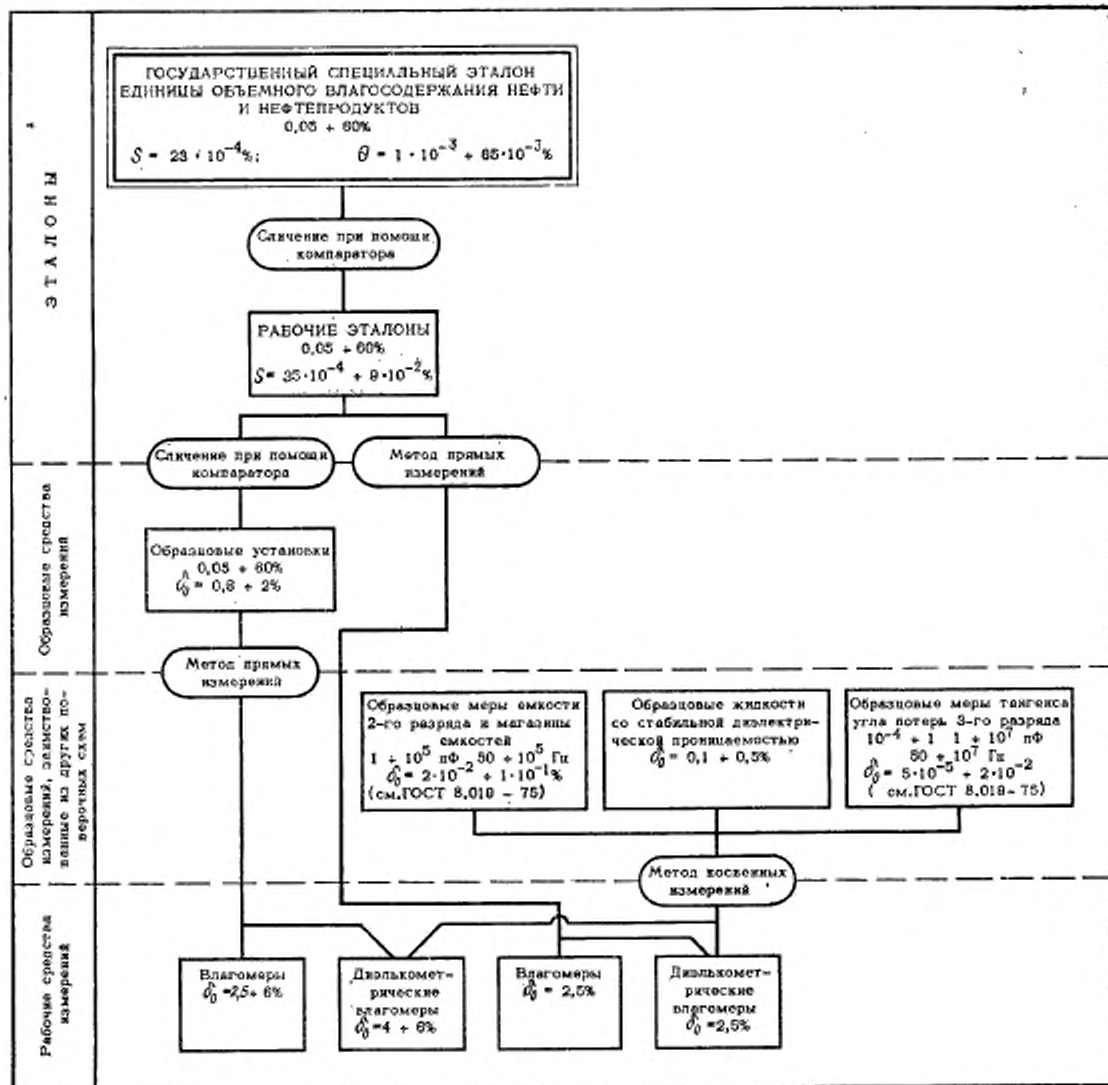 ЭТАЛОНЫ
ГОСУДАРСТВЕННЫЙ СПЕЦИАЛЬНЫЙ ЭТАЛОН
ЕДИНИЦЫ ОБЪЕМНОГО ВЛАГОСОДЕРЖАНИЯ НЕФТИ
И НЕФТЕПРОДУКТОВ
0,05 ÷ 60%
S = 23 · 10⁻⁴%; θ = 1 · 10⁻³ ÷ 65·10⁻³%
Сличение при помощи
компаратора
РАБОЧИЕ ЭТАЛОНЫ
0,05 ÷ 60%
S = 35·10⁻⁴ ÷ 9·10⁻²%
Сличение при помощи
компаратора
Метод прямых
измерений
Образцовые средства
измерений
Образцовые установки
0,05 ÷ 60%
δ₀ = 0,8 ÷ 2%
Метод прямых
измерений
Образцовые средства
измерений, заимство-
ванные из других по-
верочных схем
Образцовые меры емкости
2-го разряда и магазины
емкостей
1 ÷ 10⁵ пФ 50 ÷ 10⁵ Гц
δ₀ = 2·10⁻² ÷ 1·10⁻¹%
(см.ГОСТ 8.019 - 75)
Образцовые жидкости
со стабильной диэлектри-
ческой проницаемостью
δ₀ = 0,1 ÷ 0,5%
Образцовые меры тангенса
угла потерь 3-го разряда
10⁻⁴ ÷ 1 1 ÷ 10⁷ пФ
50 ÷ 10⁷ Гц
δ₀ = 5·10⁻⁵ ÷ 2·10⁻²
( см.ГОСТ 8.019- 75)
Метод косвенных
измерений
Рабочие средства
измерений
Влагомеры
δ₀ =2,5÷ 6%
Диэлькомет-
рические
влагомеры
δ₀ =4 ÷ 6%
Влагомеры
δ₀ = 2,5%
Диэлькомет-
рические
влагомеры
δ₀ =2,5%